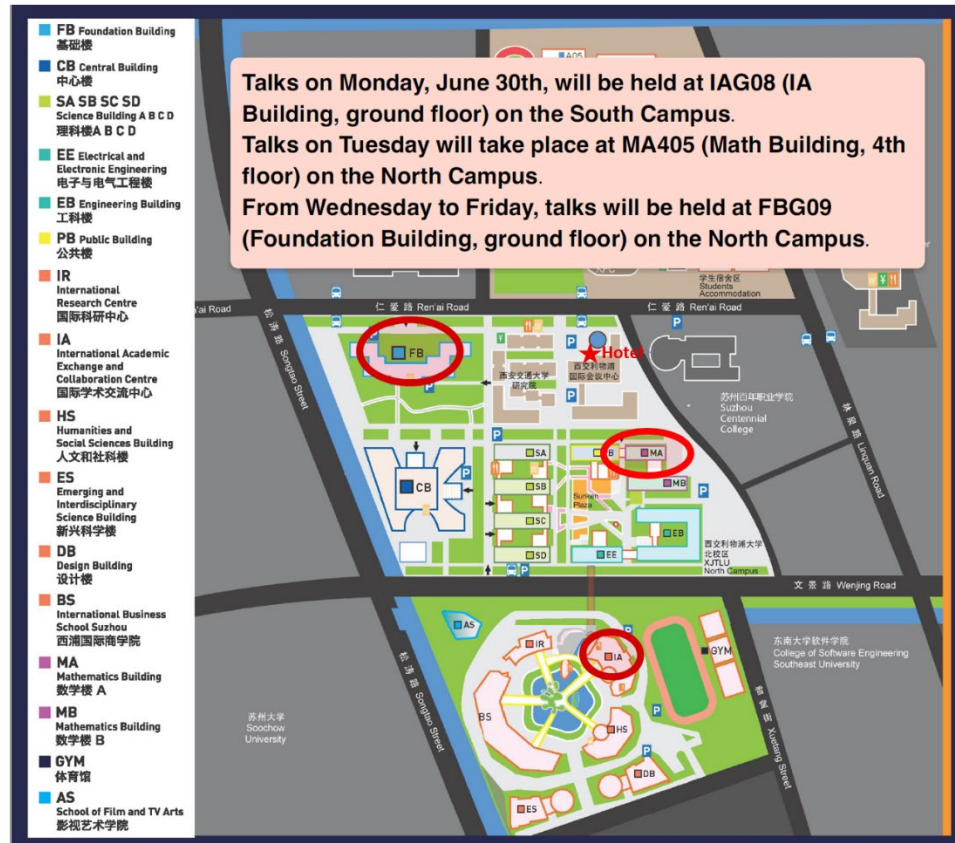 FB Foundation Building
基础楼
CB Central Building
中心楼
SA SB SC SD
Science Building A B C D
理科楼A B C D
EE Electrical and
Electronic Engineering
电子与电气工程楼
EB Engineering Building
工科楼
PB Public Building
公共楼
IR
International
Research Centre
国际科研中心
IA
International Academic
Exchange and
Collaboration Centre
国际学术交流中心
HS
Humanities and
Social Sciences Building
人文和社科楼
ES
Emerging and
Interdisciplinary
Science Building
新兴科学楼
DB
Design Building
设计楼
BS
International Business
School Suzhou
西浦国际商学院
MA
Mathematics Building
数学楼 A
MB
Mathematics Building
数学楼 B
GYM
体育馆
AS
School of Film and TV Arts
影视艺术学院
A05
Talks on Monday, June 30th, will be held at IAG08 (IA
Building, ground floor) on the South Campus.
Talks on Tuesday will take place at MA405 (Math Building, 4th
floor) on the North Campus.
From Wednesday to Friday, talks will be held at FBG09
(Foundation Building, ground floor) on the North Campus.
学生宿舍区
Students
Accommodation
n'ai Road
仁爱路 Ren'ai Road
仁爱路 Ren'ai Road
松涛路 Songtao Street
P
P
FB
P
P
Hotel
西交利物浦
国际会议中心
西安交通大学
研究院
苏州百年职业学院
Suzhou
Centennial
College
林泉路 Linquan Road
P
P
SA
B
MA
CB
P
SB
MB
P
Sunken
Plaza
SC
EB
SD
EE
西交利物浦大学
北校区
XJTLU
North Campus
P
文景路 Wenjing Road
AS
IR
P
IA
GYM
东南大学软件学院
College of Software Engineering
Southeast University
松涛路 Songtao Street
BS
P
HS
P
苏州大学
Soochow
University
DB
ES
Xuetang Street